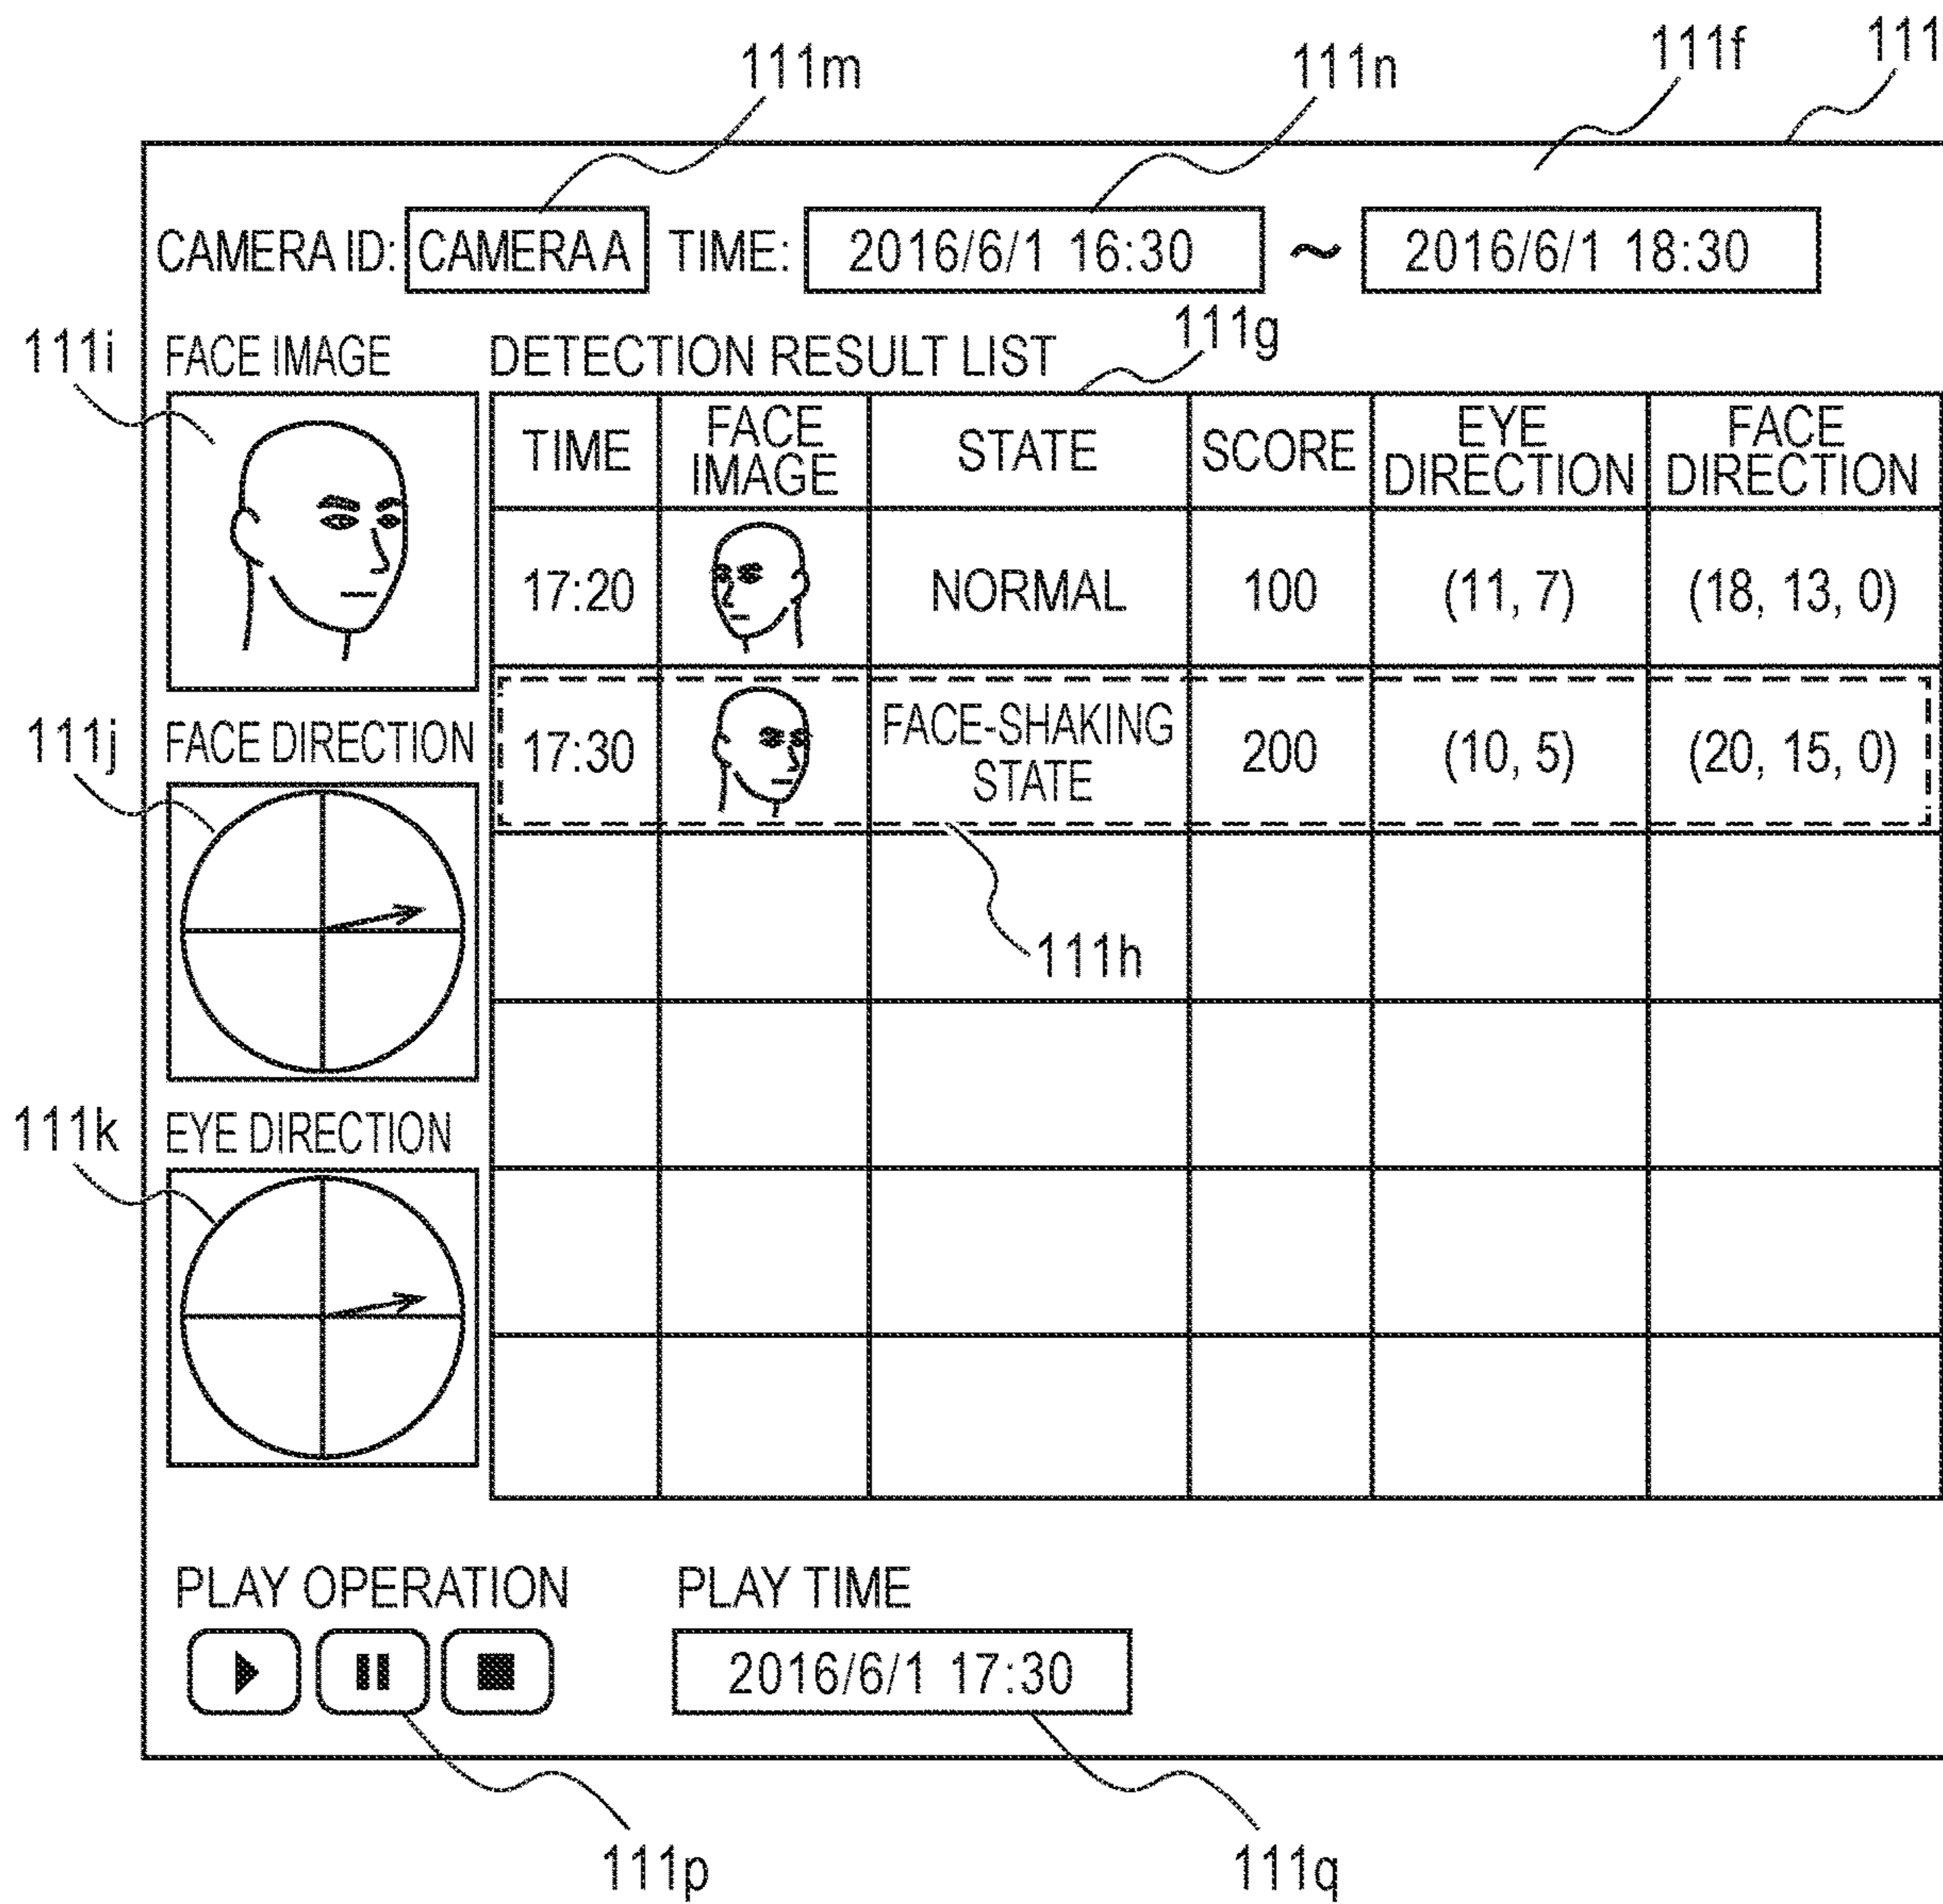 111m 111n 111f 111
CAMERA ID: CAMERA A TIME: 2016/6/1 16:30 ~ 2016/6/1 18:30
111i FACE IMAGE DETECTION RESULT LIST 111g
TIME FACE IMAGE STATE SCORE EYE DIRECTION FACE DIRECTION
17:20 NORMAL 100 (11, 7) (18, 13, 0)
111j FACE DIRECTION 17:30 FACE-SHAKING STATE 200 (10, 5) (20, 15, 0)
111h
111k EYE DIRECTION
PLAY OPERATION PLAY TIME
2016/6/1 17:30
111p 111q